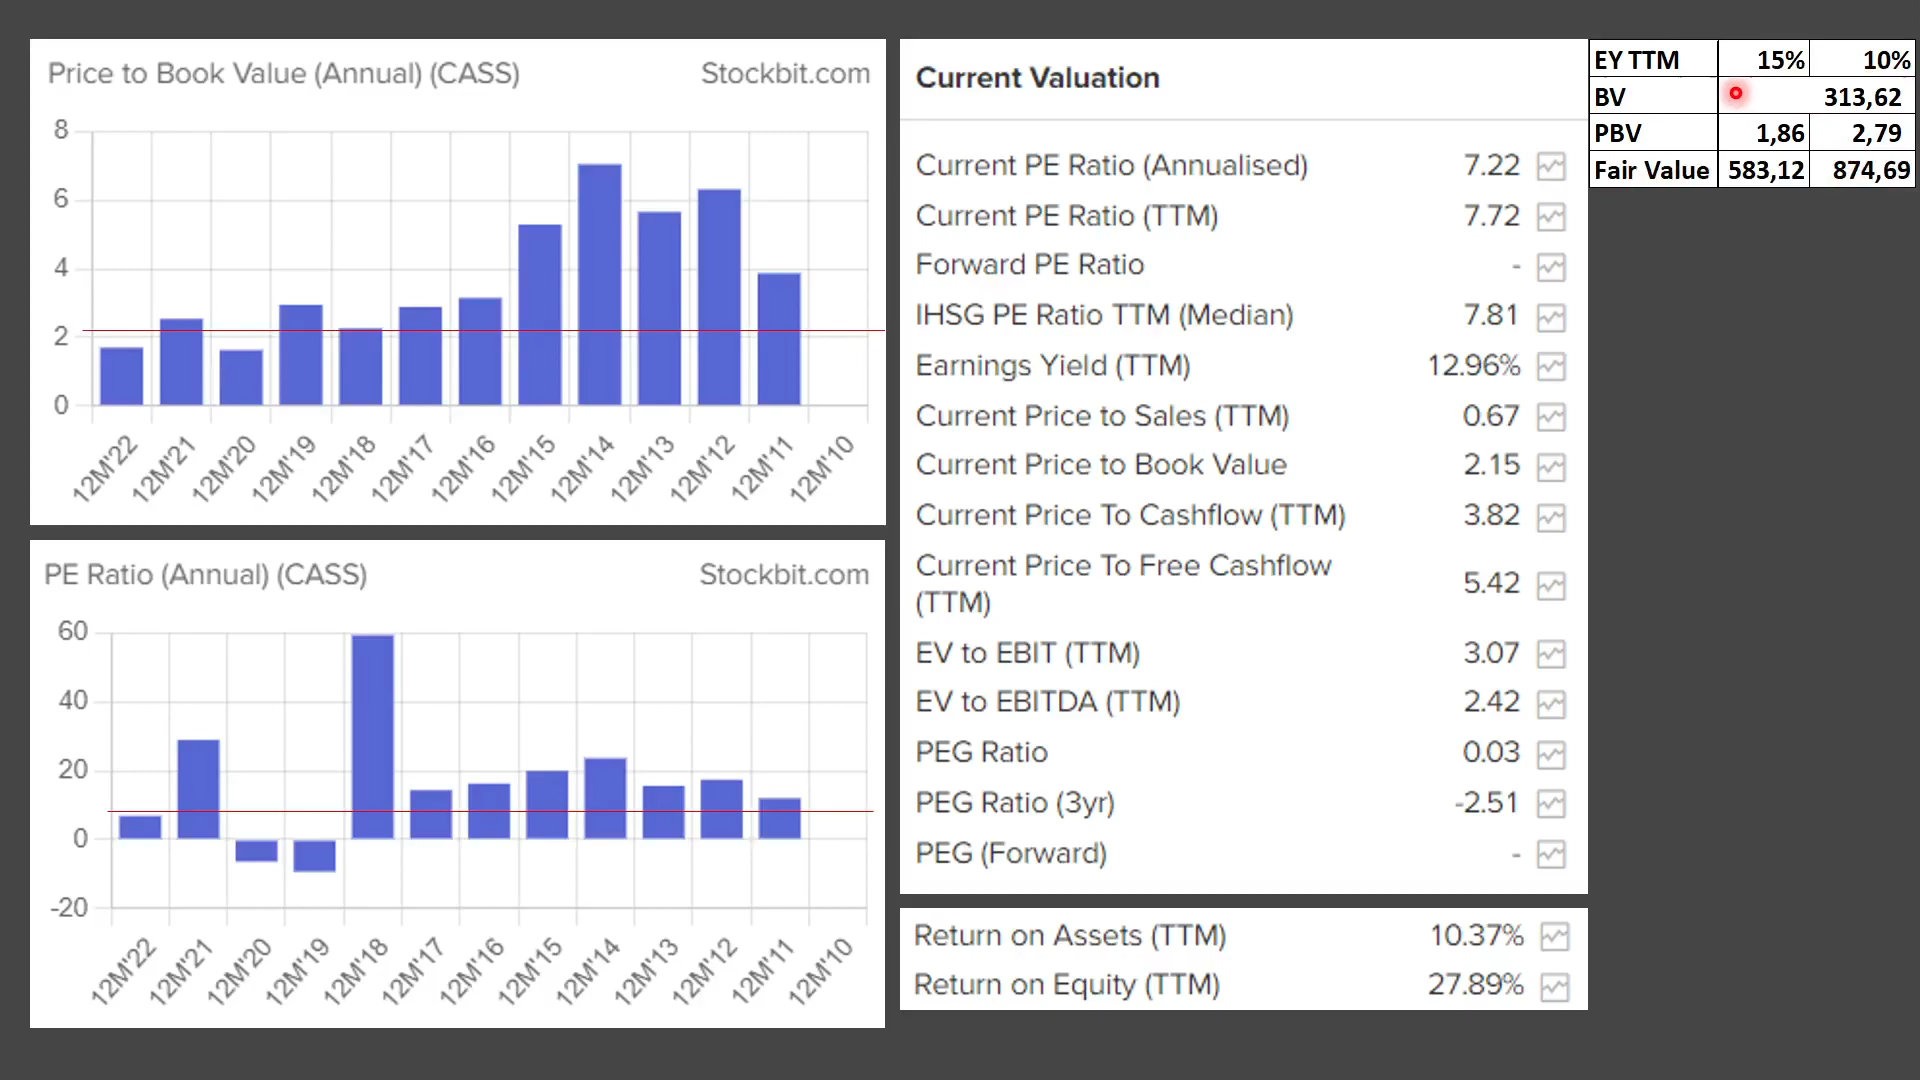 Price to Book Value (Annual) (CASS) Stockbit.com
8
6
4
2
0
12M'22 12M'21 12M'20 12M'19 12M'18 12M'17 12M'16 12M'15 12M'14 12M'13 12M'12 12M'11 12M'10
PE Ratio (Annual) (CASS) Stockbit.com
60
40
20
0
-20
12M'22 12M'21 12M'20 12M'19 12M'18 12M'17 12M'16 12M'15 12M'14 12M'13 12M'12 12M'11 12M'10
Current Valuation
Current PE Ratio (Annualised) 7.22
Current PE Ratio (TTM) 7.72
Forward PE Ratio -
IHSG PE Ratio TTM (Median) 7.81
Earnings Yield (TTM) 12.96%
Current Price to Sales (TTM) 0.67
Current Price to Book Value 2.15
Current Price To Cashflow (TTM) 3.82
Current Price To Free Cashflow
(TTM) 5.42
EV to EBIT (TTM) 3.07
EV to EBITDA (TTM) 2.42
PEG Ratio 0.03
PEG Ratio (3yr) -2.51
PEG (Forward) -
Return on Assets (TTM) 10.37%
Return on Equity (TTM) 27.89%
EY TTM 15% 10%
BV 313,62
PBV 1,86 2,79
Fair Value 583,12 874,69